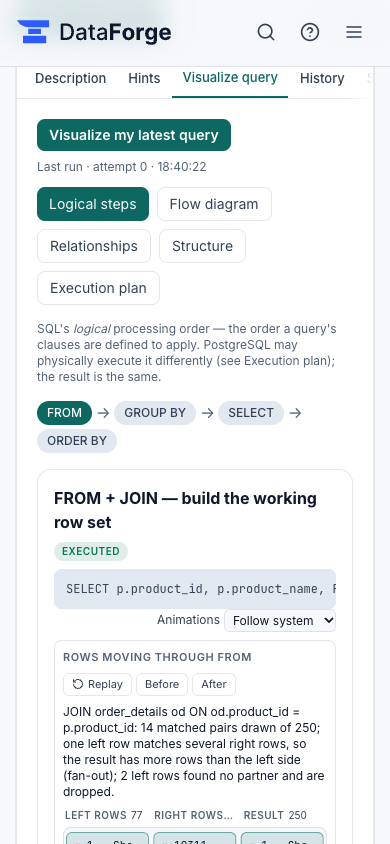 DataForge
Description Hints Visualize query History
Visualize my latest query
Last run · attempt 0 · 18:40:22
Logical steps Flow diagram
Relationships Structure
Execution plan
SQL's logical processing order — the order a query's
clauses are defined to apply. PostgreSQL may
physically execute it differently (see Execution plan);
the result is the same.
FROM → GROUP BY → SELECT →
ORDER BY
FROM + JOIN — build the working
row set
EXECUTED
SELECT p.product_id, p.product_name,
Animations Follow system
ROWS MOVING THROUGH FROM
Replay Before After
JOIN order_details od ON od.product_id =
p.product_id: 14 matched pairs drawn of 250;
one left row matches several right rows, so
the result has more rows than the left side
(fan-out); 2 left rows found no partner and are
dropped.
LEFT ROWS 77 RIGHT ROWS... RESULT 250